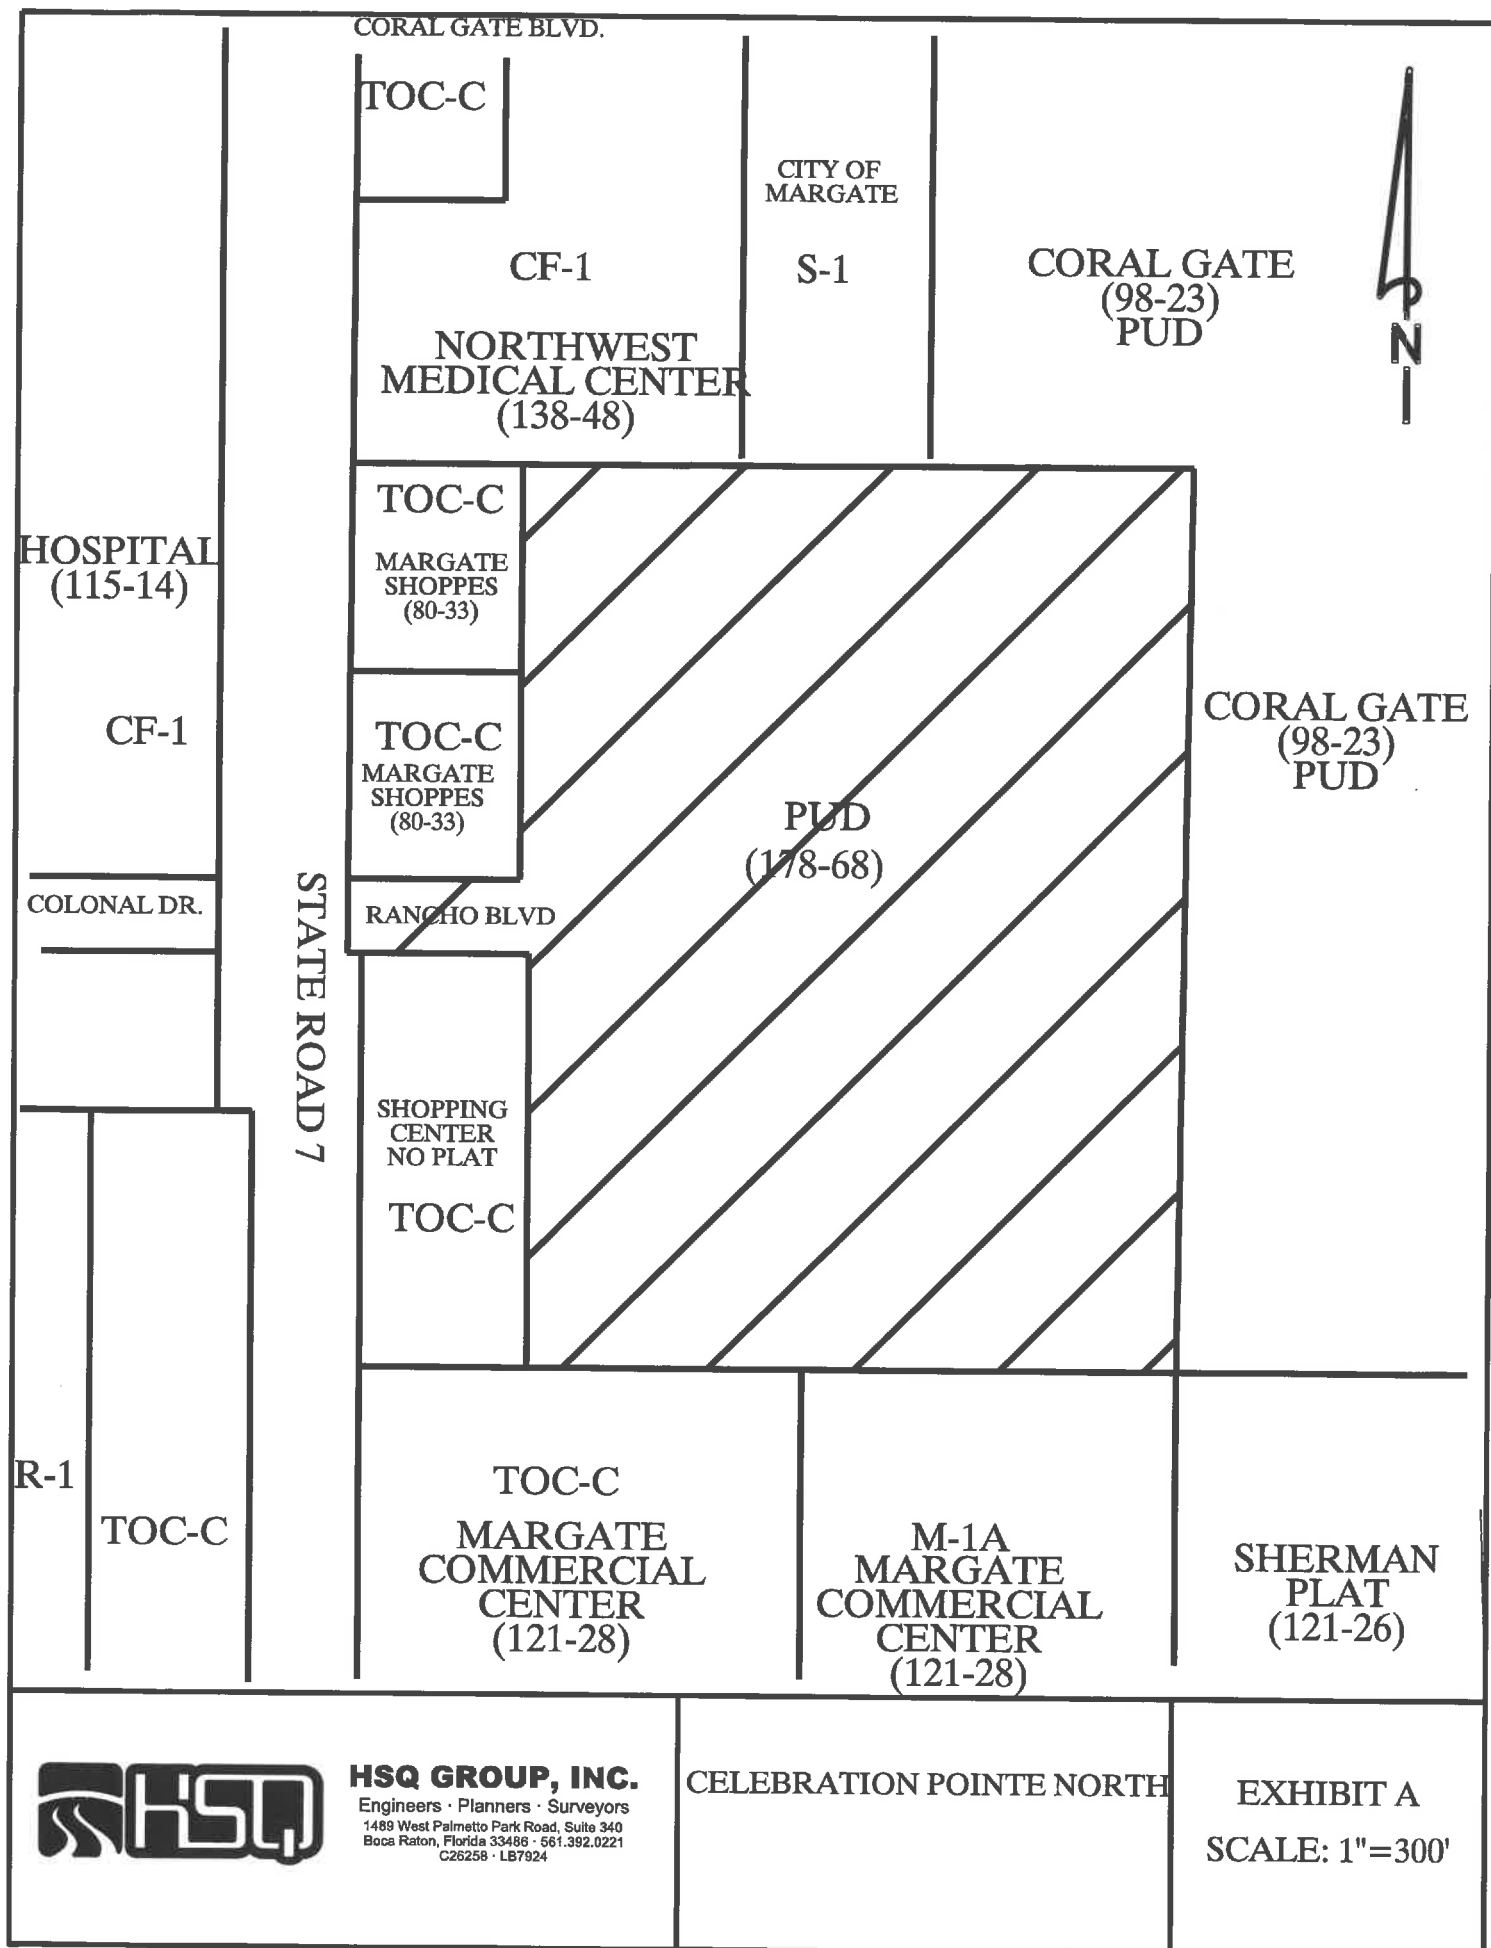 CORAL GATE BLVD.
TOC-C
CITY OF
MARGATE
S-1
CF-1
NORTHWEST
MEDICAL CENTER
(138-48)
CORAL GATE
(98-23)
PUD
N
HOSPITAL
(115-14)
CF-1
TOC-C
MARGATE
SHOPPES
(80-33)
TOC-C
MARGATE
SHOPPES
(80-33)
PUD
(178-68)
CORAL GATE
(98-23)
PUD
COLONAL DR.
STATE ROAD 7
RANCHO BLVD
SHOPPING
CENTER
NO PLAT
TOC-C
R-1
TOC-C
TOC-C
MARGATE
COMMERCIAL
CENTER
(121-28)
M-1A
MARGATE
COMMERCIAL
CENTER
(121-28)
SHERMAN
PLAT
(121-26)
HSQ
HSQ GROUP, INC.
Engineers · Planners · Surveyors
1489 West Palmetto Park Road, Suite 340
Boca Raton, Florida 33486 · 561.392.0221
C26258 · LB7924
CELEBRATION POINTE NORTH
EXHIBIT A
SCALE: 1"=300'